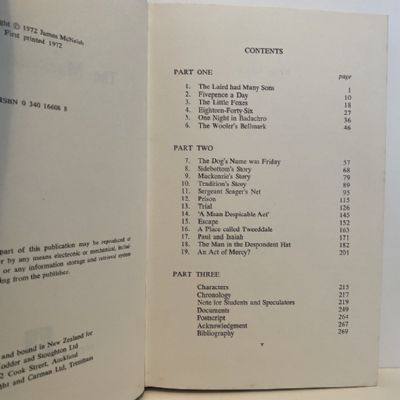 ight © 1972 James McNeish
First printed 1972
ISBN 0 340 16608 8
part of this publication may be reproduced or
r by any means electronic or mechanical, includ
or any information storage and retrieval system
ing from the publisher.
and bound in New Zealand for
Hodder and Stoughton Ltd
2 Cook Street, Auckland
ght and Carman Ltd, Trentham
CONTENTS
PART ONE page
1. The Laird had Many Sons 1
2. Fivepence a Day 10
3. The Little Foxes 18
4. Eighteen-Forty-Six 27
5. One Night in Badachro 36
6. The Wooler's Bellmark 46
PART TWO
7. The Dog's Name was Friday 57
8. Sidebottom's Story 68
9. Mackenzie's Story 79
10. Tradition's Story 89
11. Sergeant Seager's Net 95
12. Prison 115
13. Trial 126
14. 'A Mean Despicable Act' 145
15. Escape 152
16. A Place called Tweeddale 163
17. Paul and Isaiah 171
18. The Man in the Despondent Hat 182
19. An Act of Mercy? 201
PART THREE
Characters 215
Chronology 217
Note for Students and Speculators 219
Documents 249
Postscript 264
Acknowledgment 267
Bibliography 269
v